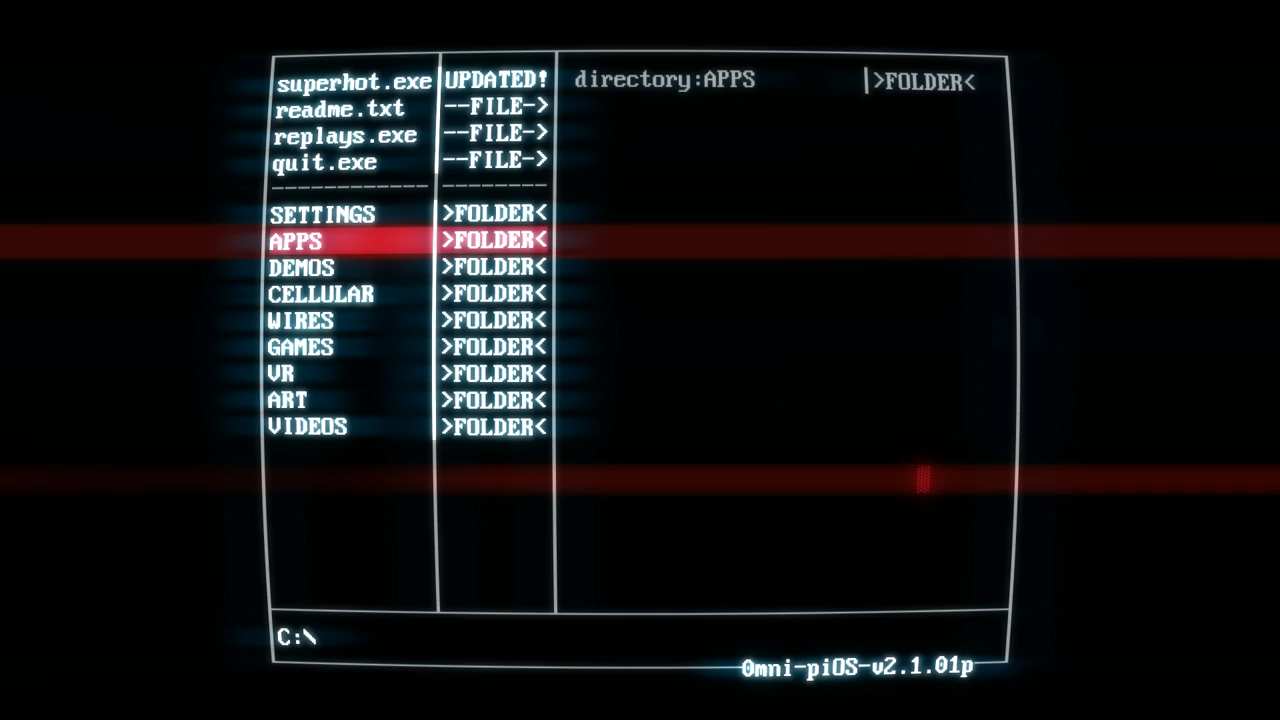 superhot.exe UPDATED! directory:APPS |>FOLDER<
readme.txt --FILE->
replays.exe --FILE->
quit.exe --FILE->
------------- --------
SETTINGS >FOLDER<
APPS >FOLDER<
DEMOS >FOLDER<
CELLULAR >FOLDER<
WIRES >FOLDER<
GAMES >FOLDER<
VR >FOLDER<
ART >FOLDER<
VIDEOS >FOLDER<
C:\
0mni-piOS-v2.1.01p